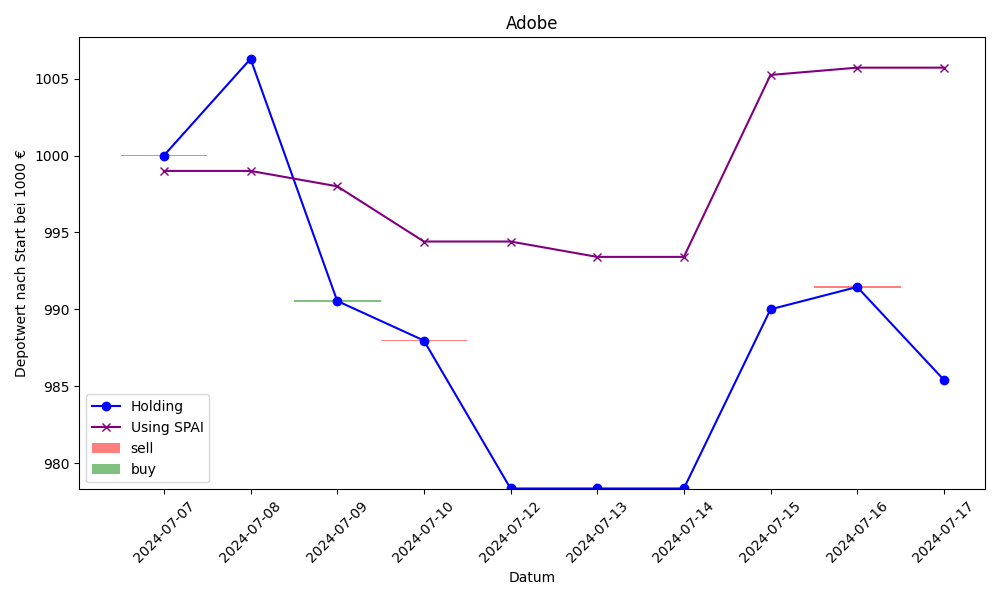 Adobe
Depotwert nach Start bei 1000 €
1005
1000
995
990
985
980
Holding
Using SPAI
sell
buy
2024-07-07
2024-07-08
2024-07-09
2024-07-10
2024-07-12
2024-07-13
2024-07-14
2024-07-15
2024-07-16
2024-07-17
Datum